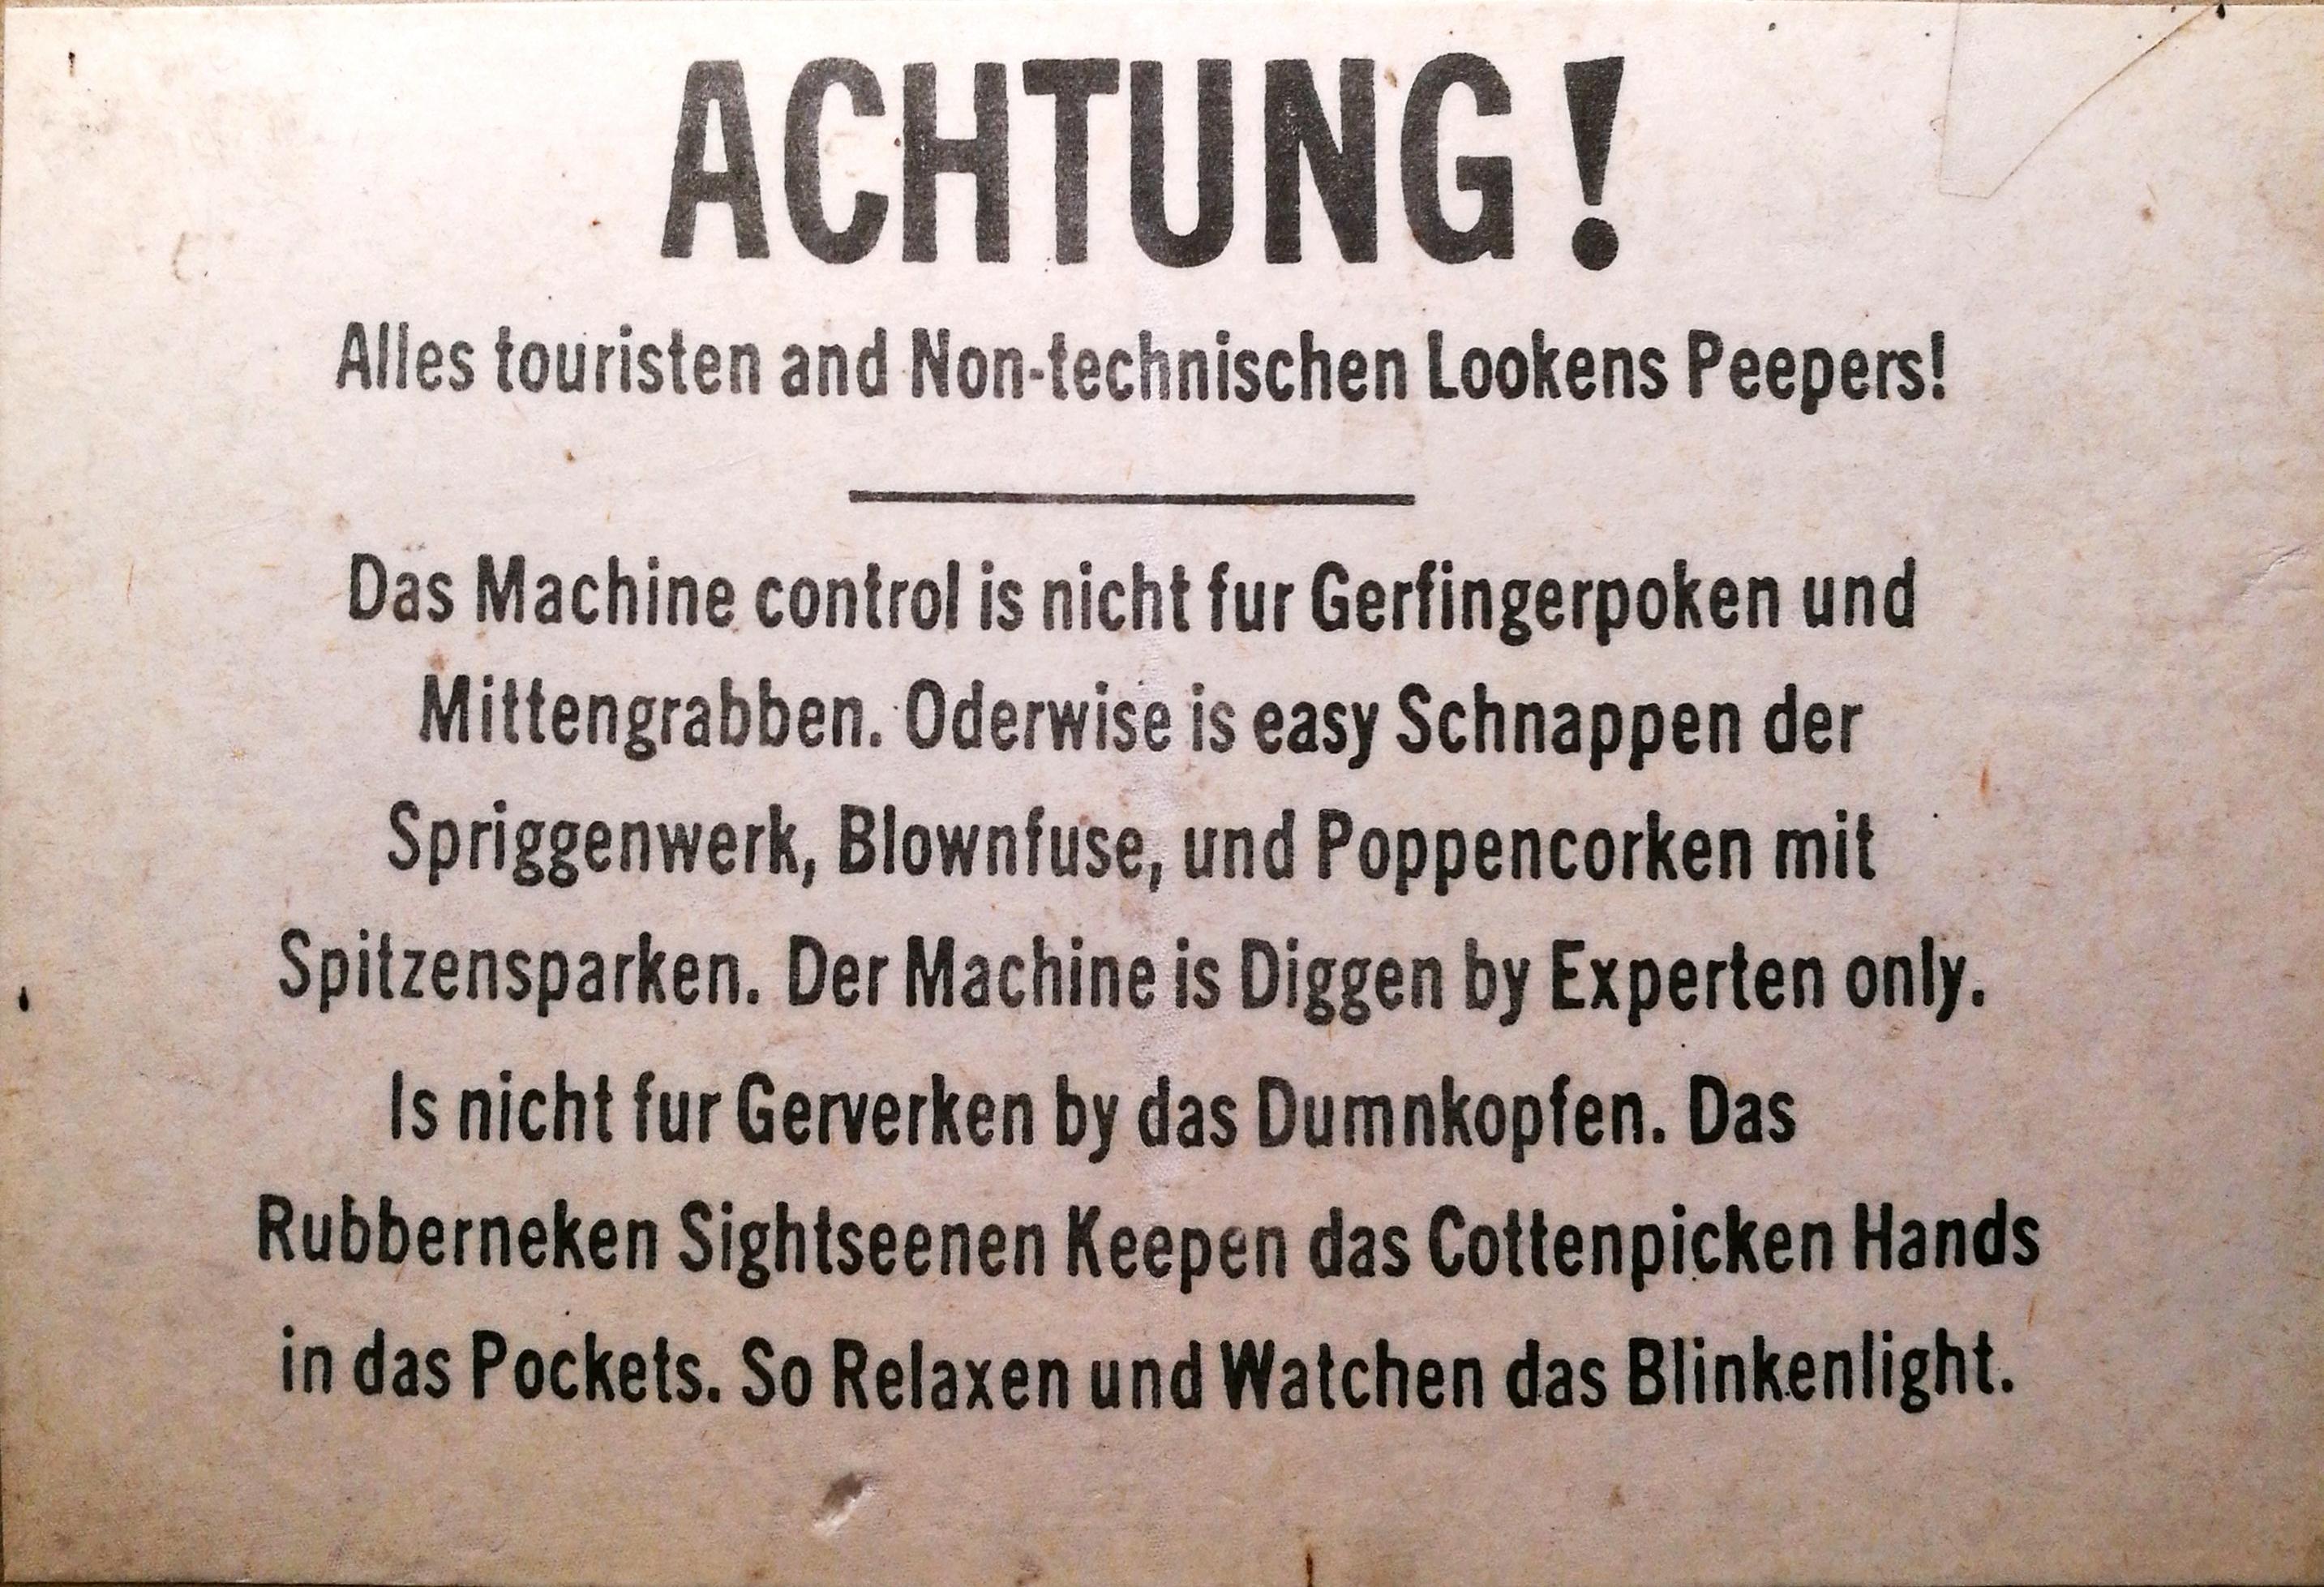 ACHTUNG!
Alles touristen and Non-technischen Lookens Peepers!
Das Machine control is nicht fur Gerfingerpoken und
Mittengrabben. Oderwise is easy Schnappen der
Spriggenwerk, Blownfuse, und Poppencorken mit
Spitzensparken. Der Machine is Diggen by Experten only.
Is nicht fur Gerverken by das Dumnkopfen. Das
Rubberneken Sightseenen Keepen das Cottenpicken Hands
in das Pockets. So Relaxen und Watchen das Blinkenlight.